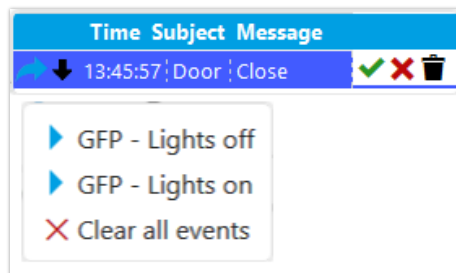 Time Subject Message
13:45:57 Door Close
GFP - Lights off
GFP - Lights on
Clear all events